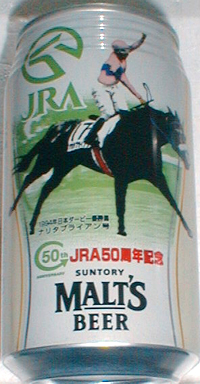 JRA
17
1994年日本ダービー優勝馬
ナリタブライアン号
50th JRA50周年記念
SUNTORY
MALT'S
BEER